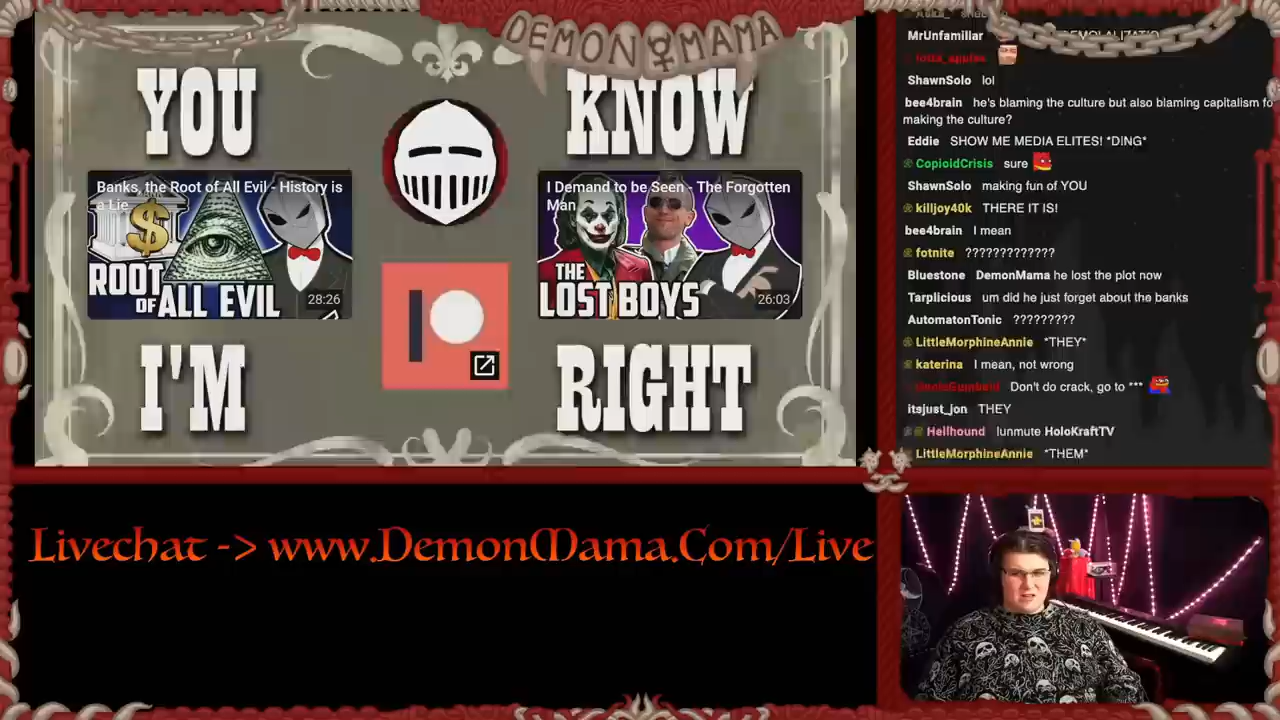 DEMON MAMA
YOU
KNOW
Banks, the Root of All Evil - History is
a Lie
ROOT
OF ALL EVIL
28:26
I Demand to be Seen - The Forgotten
Man
THE
LOST BOYS
26:03
I'M
RIGHT
MrUnfamiliar
ShawnSolo lol
bee4brain he's blaming the culture but also blaming capitalism fo
making the culture?
Eddie SHOW ME MEDIA ELITES! *DING*
CopioidCrisis sure
ShawnSolo making fun of YOU
killjoy40k THERE IT IS!
bee4brain I mean
fotnite ?????????????
Bluestone DemonMama he lost the plot now
Tarplicious um did he just forget about the banks
AutomatonTonic ?????????
LittleMorphineAnnie *THEY*
katerina I mean, not wrong
Don't do crack, go to ***
itsjust_jon THEY
Hellhound lunmute HoloKraftTV
LittleMorphineAnnie *THEM*
Livechat -> www.DemonMama.Com/Live